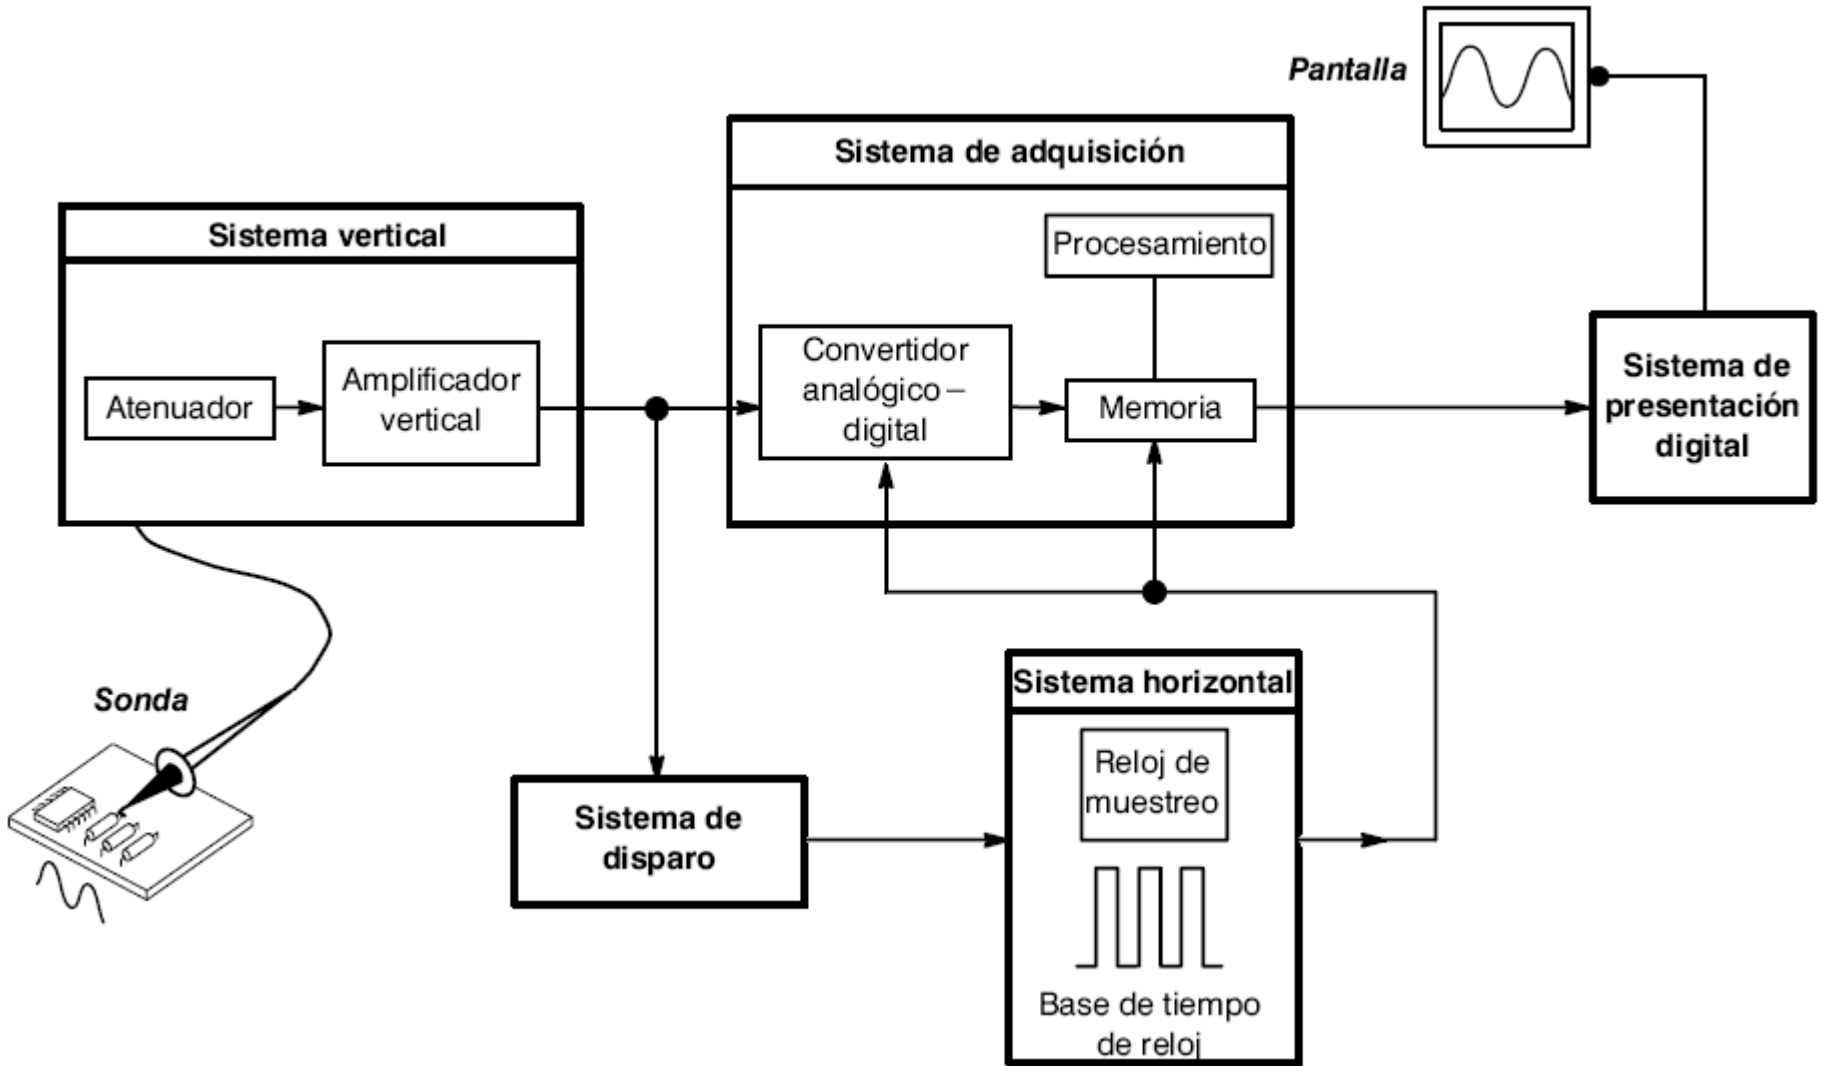 Pantalla
Sistema de adquisición
Sistema vertical
Procesamiento
Convertidor
analógico–
digital
Amplificador
vertical
Atenuador
Memoria
Sistema de
presentación
digital
Sonda
Sistema horizontal
Reloj de
muestreo
Sistema de
disparo
Base de tiempo
de reloj